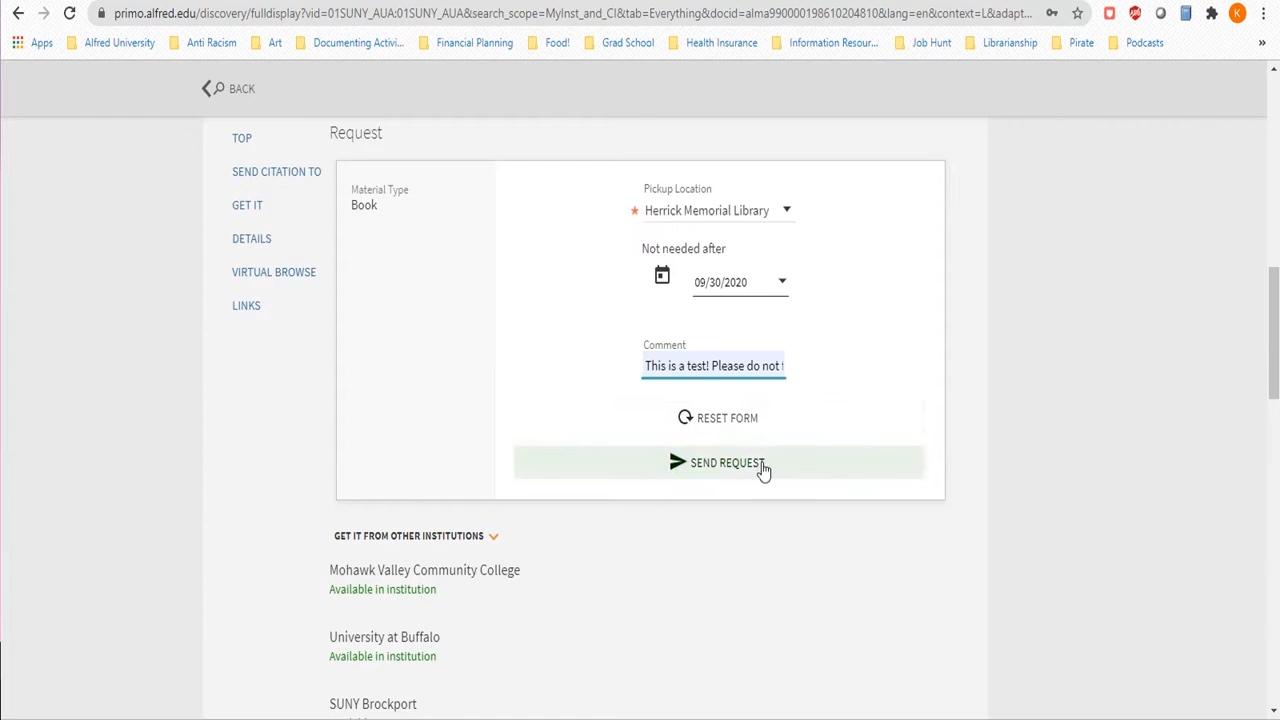 primo.alfred.edu/discovery/fulldisplay?vid=01SUNY_AUA:01SUNY_AUA&search_scope=MyInst_and_CI&tab=Everything&docid=alma990000198610204810&lang=en&context=L&adapt...
K
Apps Alfred University Anti Racism Art Documenting Activi... Financial Planning Food! Grad School Health Insurance Information Resour... Job Hunt Librarianship Pirate Podcasts »
BACK
TOP
SEND CITATION TO
GET IT
DETAILS
VIRTUAL BROWSE
LINKS
Request
Material Type
Book
Pickup Location
* Herrick Memorial Library
Not needed after
09/30/2020
Comment
This is a test! Please do not
RESET FORM
SEND REQUEST
GET IT FROM OTHER INSTITUTIONS
Mohawk Valley Community College
Available in institution
University at Buffalo
Available in institution
SUNY Brockport